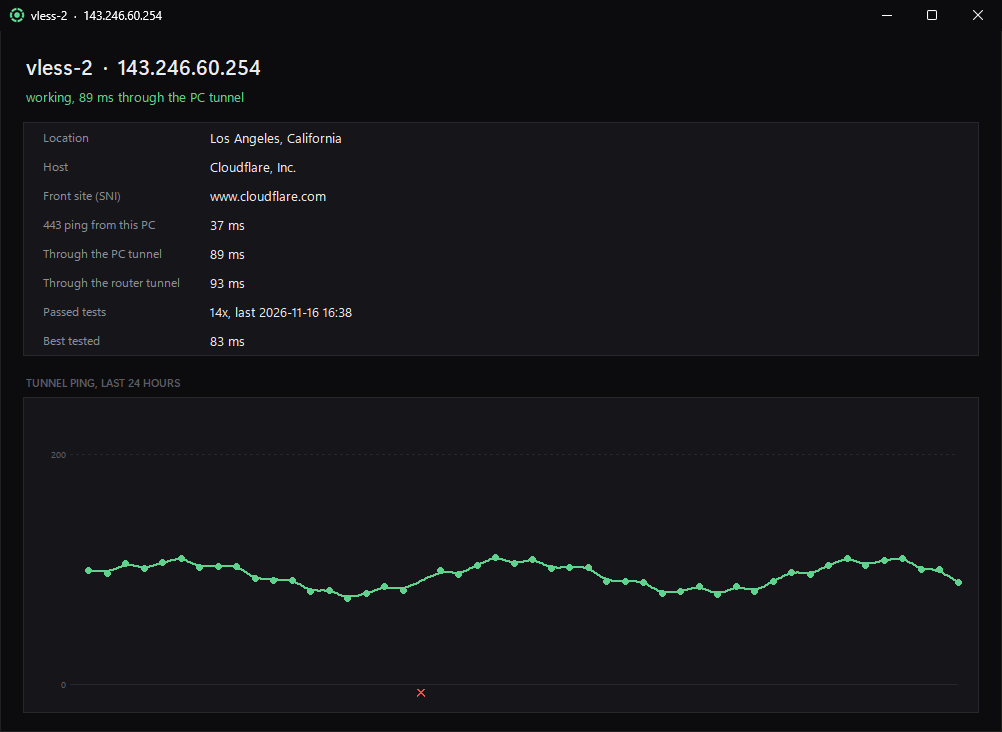 vless-2 · 143.246.60.254
vless-2 · 143.246.60.254
working, 89 ms through the PC tunnel
Location Los Angeles, California
Host Cloudflare, Inc.
Front site (SNI) www.cloudflare.com
443 ping from this PC 37 ms
Through the PC tunnel 89 ms
Through the router tunnel 93 ms
Passed tests 14x, last 2026-11-16 16:38
Best tested 83 ms
TUNNEL PING, LAST 24 HOURS
200
0